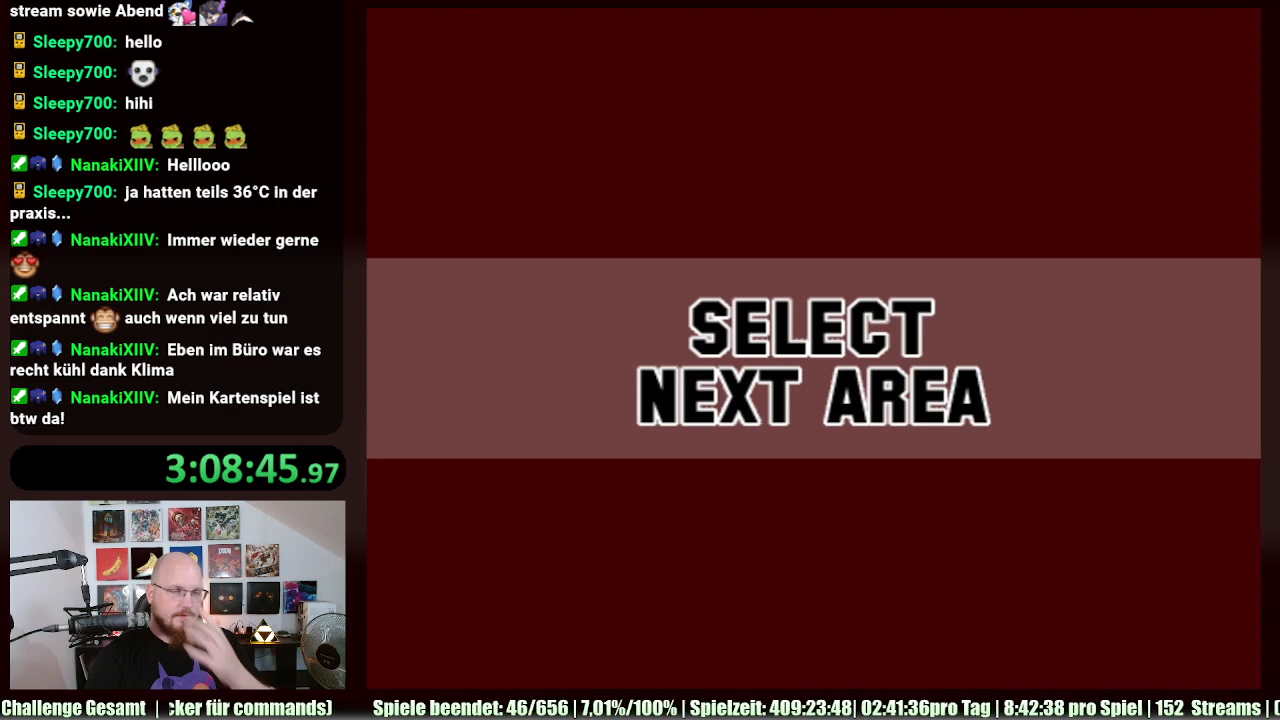 stream sowie Abend
Sleepy700: hello
Sleepy700:
Sleepy700: hihi
Sleepy700:
NanakiXIIV: Helllooo
Sleepy700: ja hatten teils 36°C in der
praxis...
NanakiXIIV: Immer wieder gerne
NanakiXIIV: Ach war relativ
entspannt auch wenn viel zu tun
NanakiXIIV: Eben im Büro war es
recht kühl dank Klima
NanakiXIIV: Mein Kartenspiel ist
btw da!
3:08:45.97
SELECT
NEXT AREA
Challenge Gesamt | cker für commands) Spiele beendet: 46/656 | 7,01%/100% | Spielzeit: 409:23:48| 02:41:36pro Tag | 8:42:38 pro Spiel | 152 Streams |